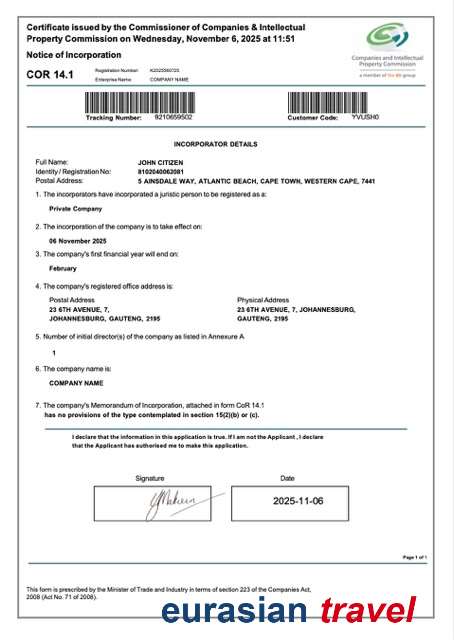 Certificate issued by the Commissioner of Companies & Intellectual
Property Commission on Wednesday, November 6, 2025 at 11:51
Notice of Incorporation
COR 14.1
Registration Number: K2025560725
Enterprise Name: COMPANY NAME
Companies and Intellectual
Property Commission
a member of the dti group
Tracking Number: 9210659502
Customer Code: YVUSH0
INCORPORATOR DETAILS
Full Name: JOHN CITIZEN
Identity / Registration No: 8102040062081
Postal Address: 5 AINSDALE WAY, ATLANTIC BEACH, CAPE TOWN, WESTERN CAPE, 7441
1. The incorporators have incorporated a juristic person to be registered as a:
Private Company
2. The incorporation of the company is to take effect on:
06 November 2025
3. The company's first financial year will end on:
February
4. The company's registered office address is:
Postal Address
23 6TH AVENUE, 7,
JOHANNESBURG, GAUTENG, 2195
Physical Address
23 6TH AVENUE, 7, JOHANNESBURG,
GAUTENG, 2195
5. Number of initial director(s) of the company as listed in Annexure A
1
6. The company name is:
COMPANY NAME
7. The company's Memorandum of Incorporation, attached in form CoR 14.1
has no provisions of the type contemplated in section 15(2)(b) or (c).
I declare that the information in this application is true. If I am not the Applicant , I declare
that the Applicant has authorised me to make this application.
Signature
Date
2025-11-06
Page 1 of 1
This form is prescribed by the Minister of Trade and Industry in terms of section 223 of the Companies Act,
2008 (Act No. 71 of 2008).
eurasian travel